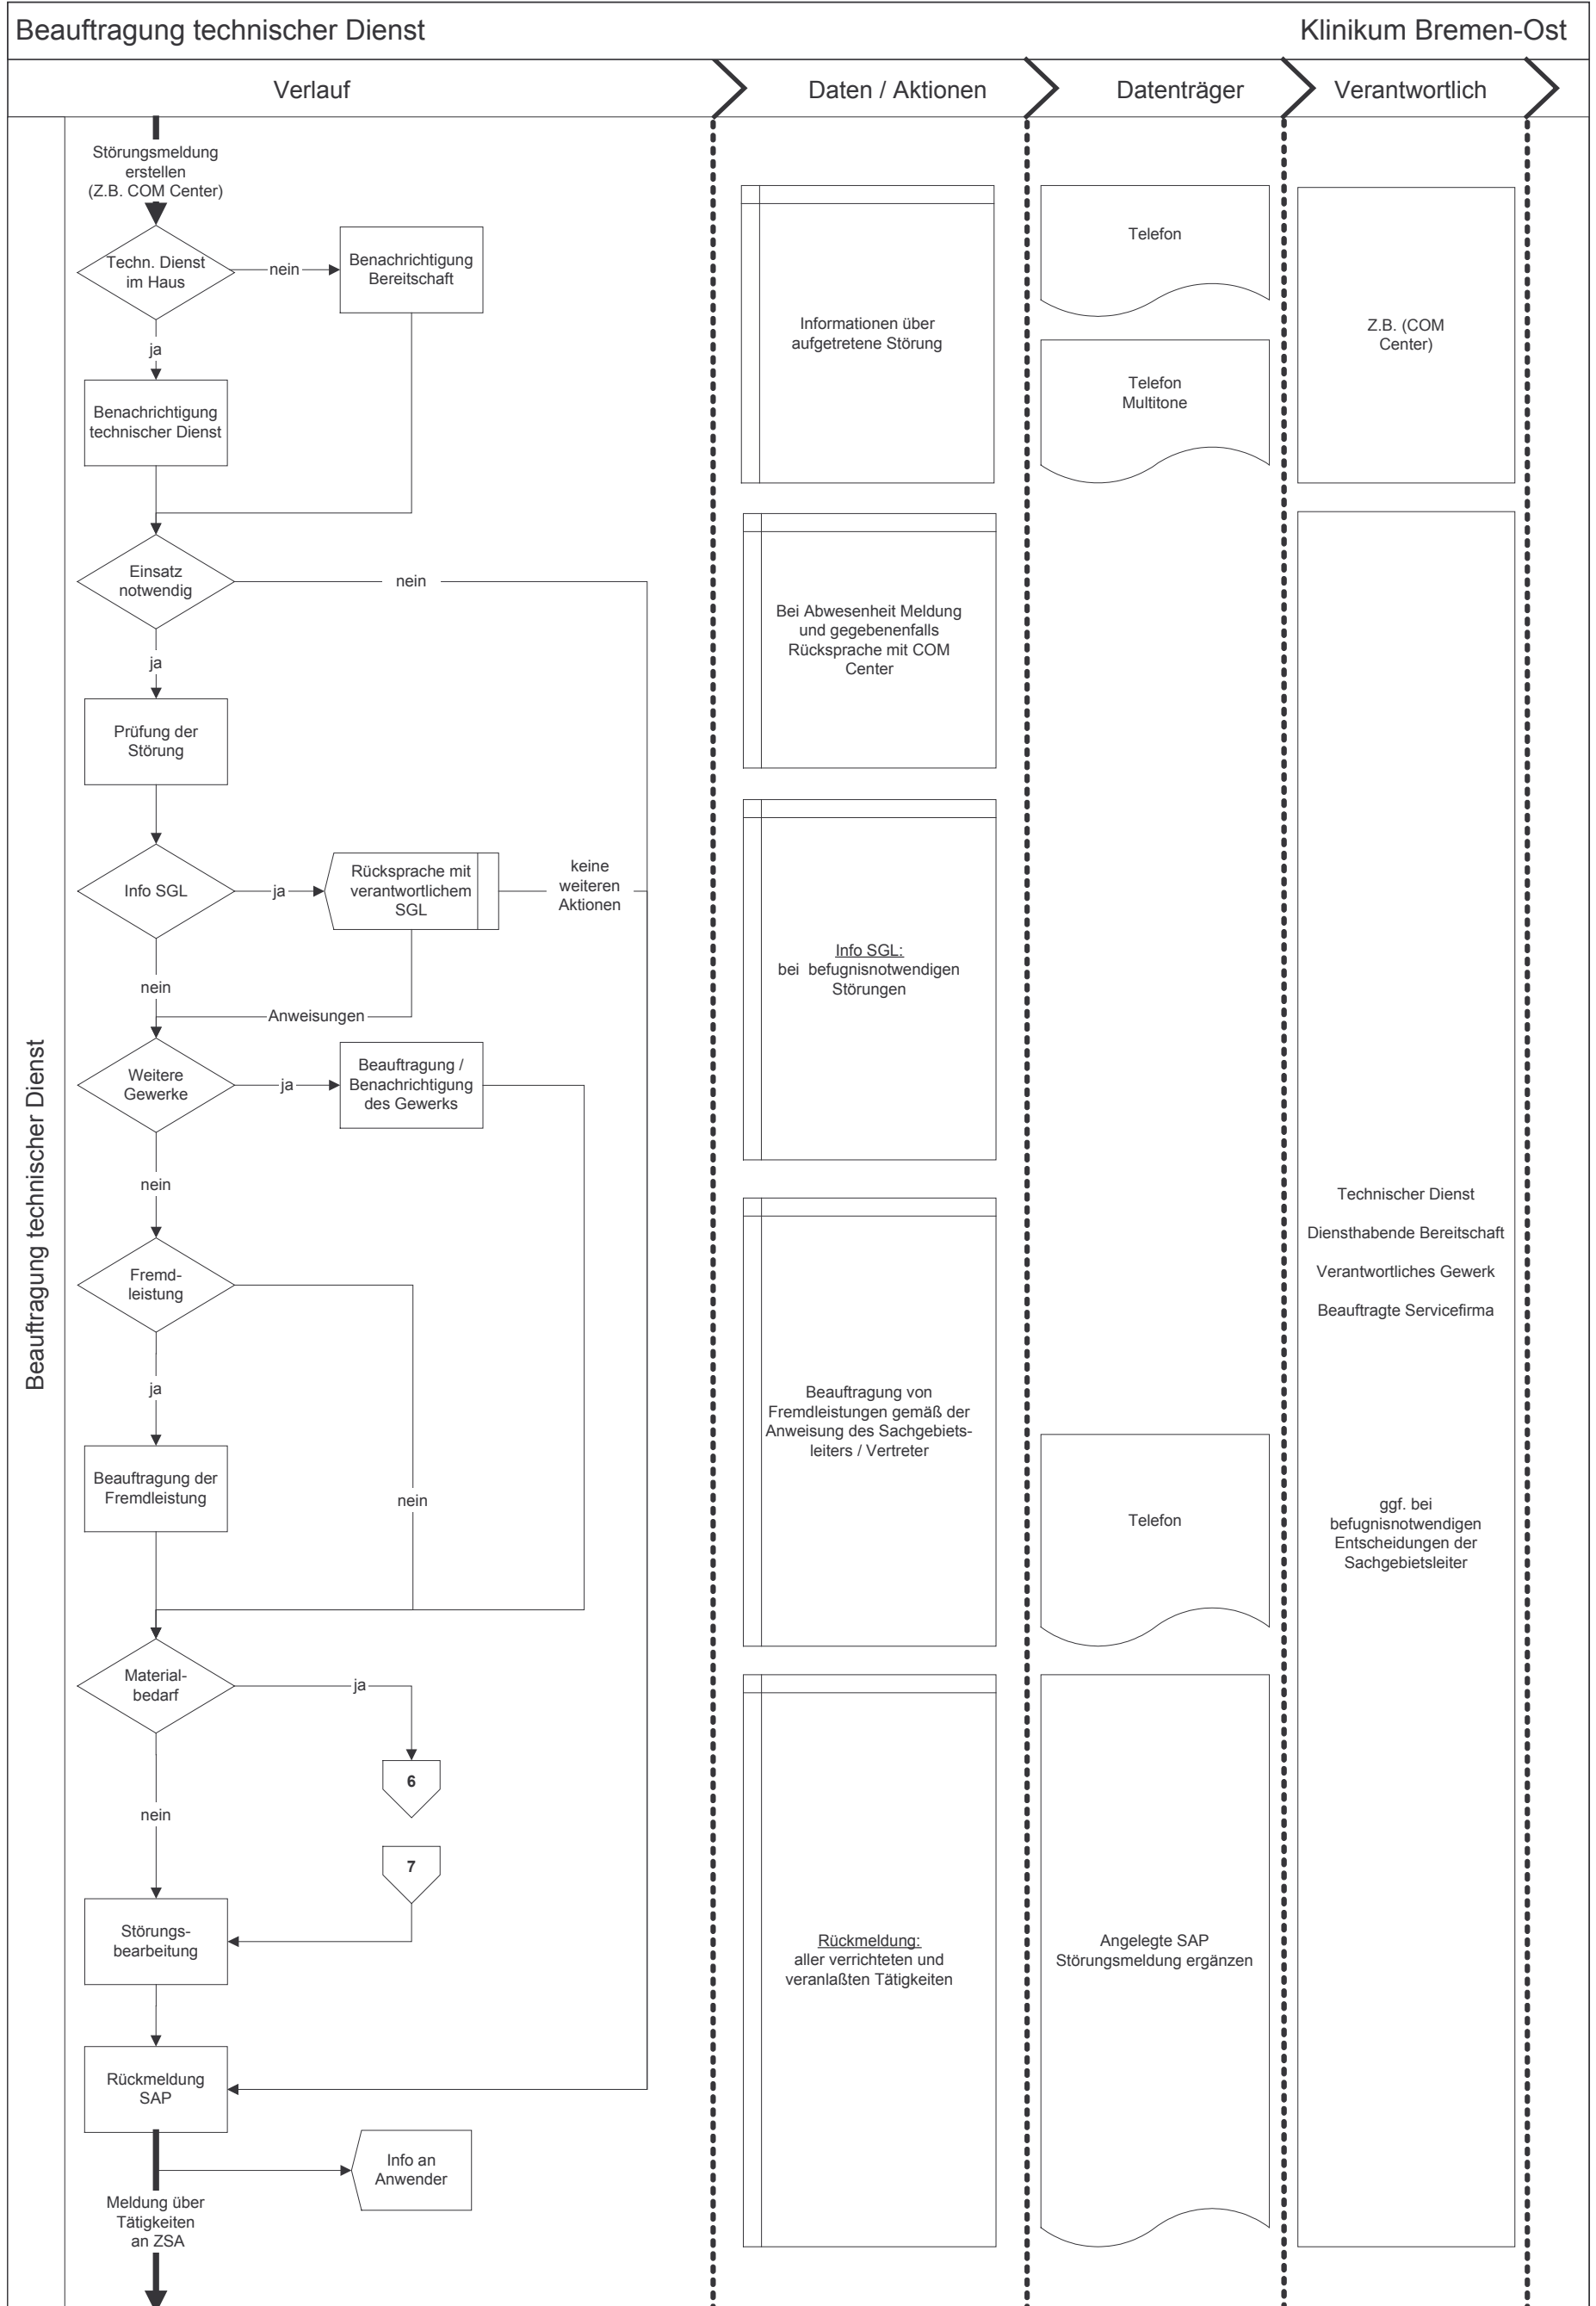 Beauftragung technischer Dienst
Klinikum Bremen-Ost
Verlauf
Daten / Aktionen
Datenträger
Verantwortlich
Beauftragung technischer Dienst
Störungsmeldung
erstellen
(Z.B. COM Center)
Techn. Dienst
im Haus
nein
Benachrichtigung
Bereitschaft
ja
Benachrichtigung
technischer Dienst
Einsatz
notwendig
nein
ja
Prüfung der
Störung
Info SGL
ja
Rücksprache mit
verantwortlichem
SGL
keine
weiteren
Aktionen
nein
Anweisungen
Weitere
Gewerke
ja
Beauftragung /
Benachrichtigung
des Gewerks
nein
Fremd-
leistung
ja
nein
Beauftragung der
Fremdleistung
Material-
bedarf
ja
6
nein
7
Störungs-
bearbeitung
Rückmeldung
SAP
Info an
Anwender
Meldung über
Tätigkeiten
an ZSA
Informationen über
aufgetretene Störung
Bei Abwesenheit Meldung
und gegebenenfalls
Rücksprache mit COM
Center
Info SGL:
bei befugnisnotwendigen
Störungen
Beauftragung von
Fremdleistungen gemäß der
Anweisung des Sachgebiets-
leiters / Vertreter
Rückmeldung:
aller verrichteten und
veranlaßten Tätigkeiten
Telefon
Telefon
Multitone
Telefon
Angelegte SAP
Störungsmeldung ergänzen
Z.B. (COM
Center)
Technischer Dienst
Diensthabende Bereitschaft
Verantwortliches Gewerk
Beauftragte Servicefirma
ggf. bei
befugnisnotwendigen
Entscheidungen der
Sachgebietsleiter